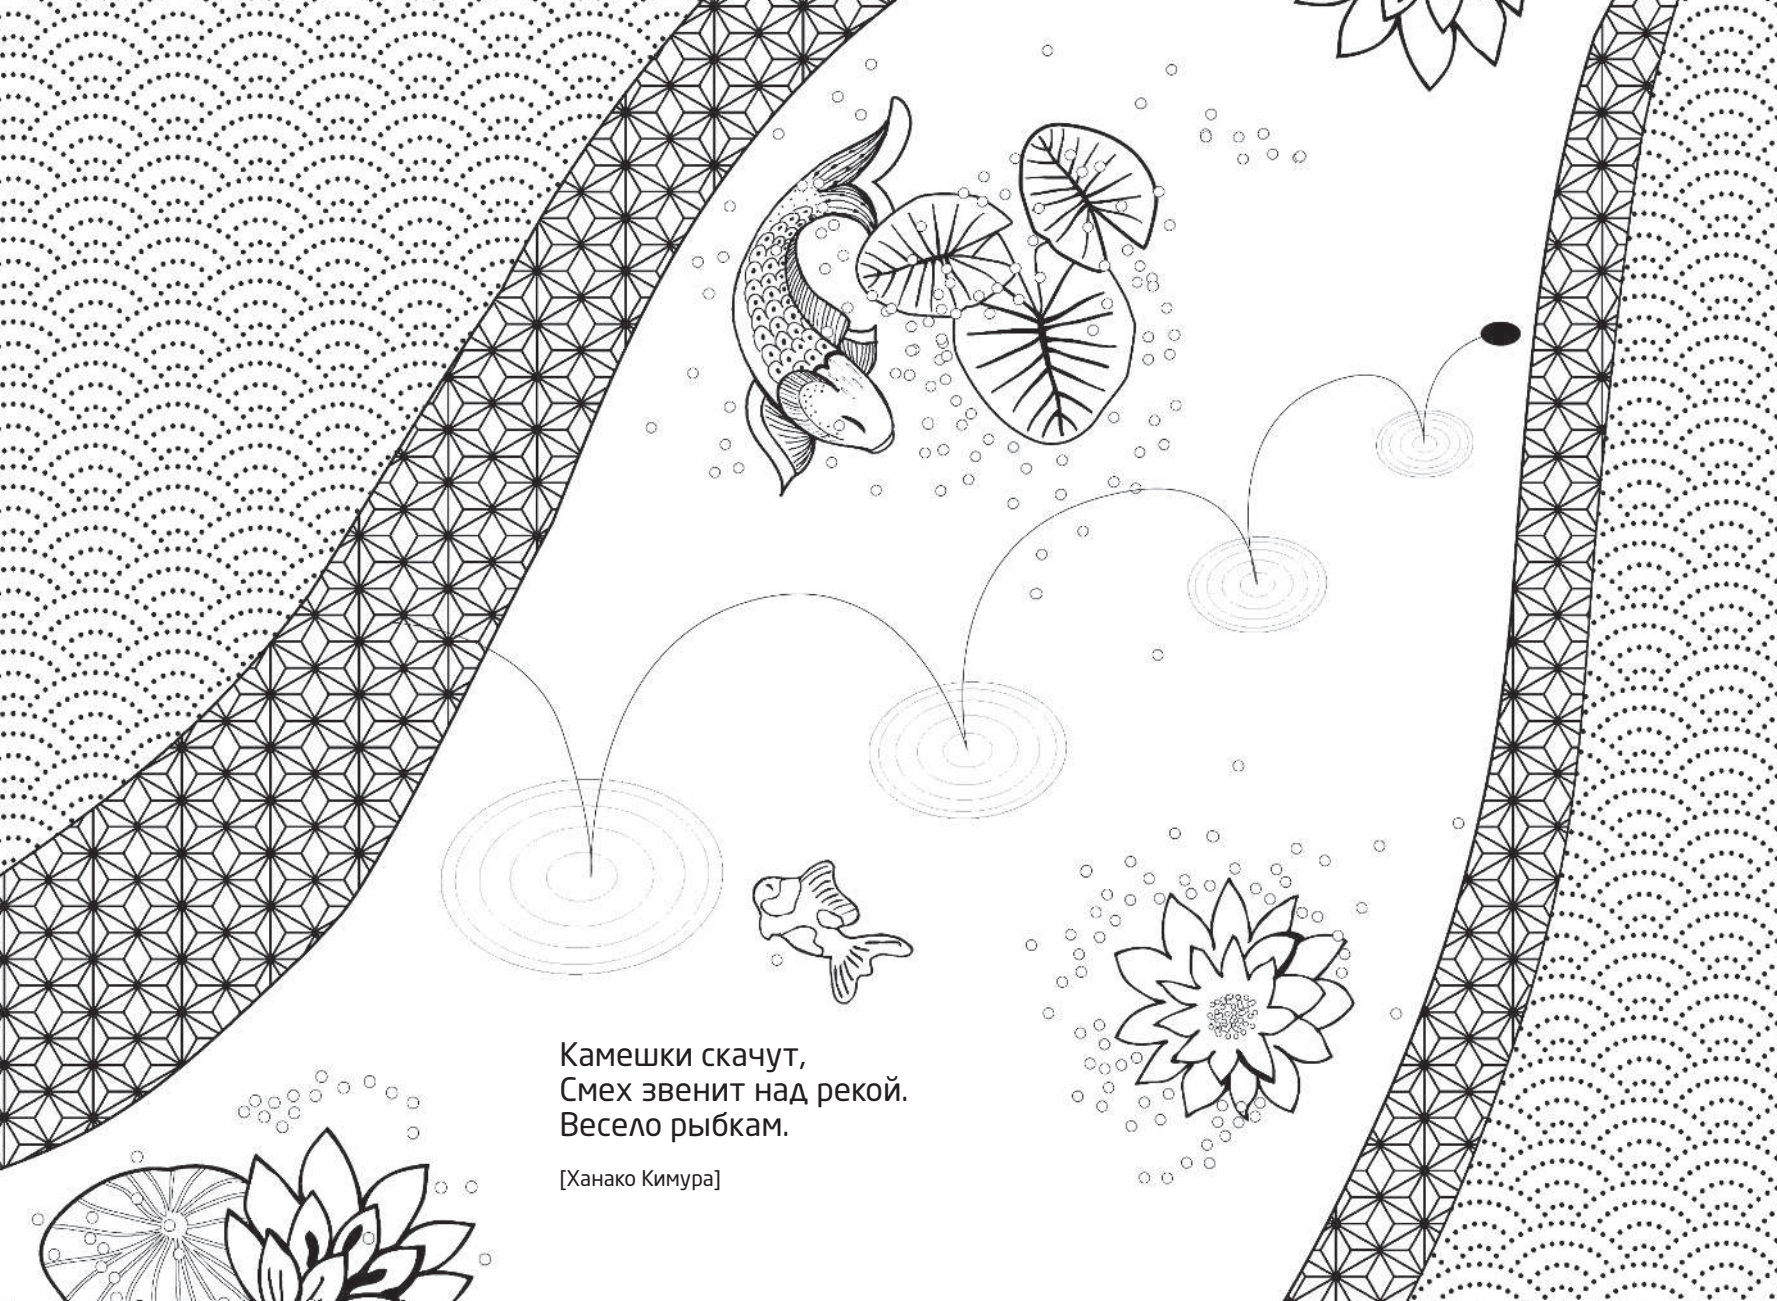 Камешки скачут,
Смех звенит над рекой.
Весело рыбкам.
[Ханако Кимура]